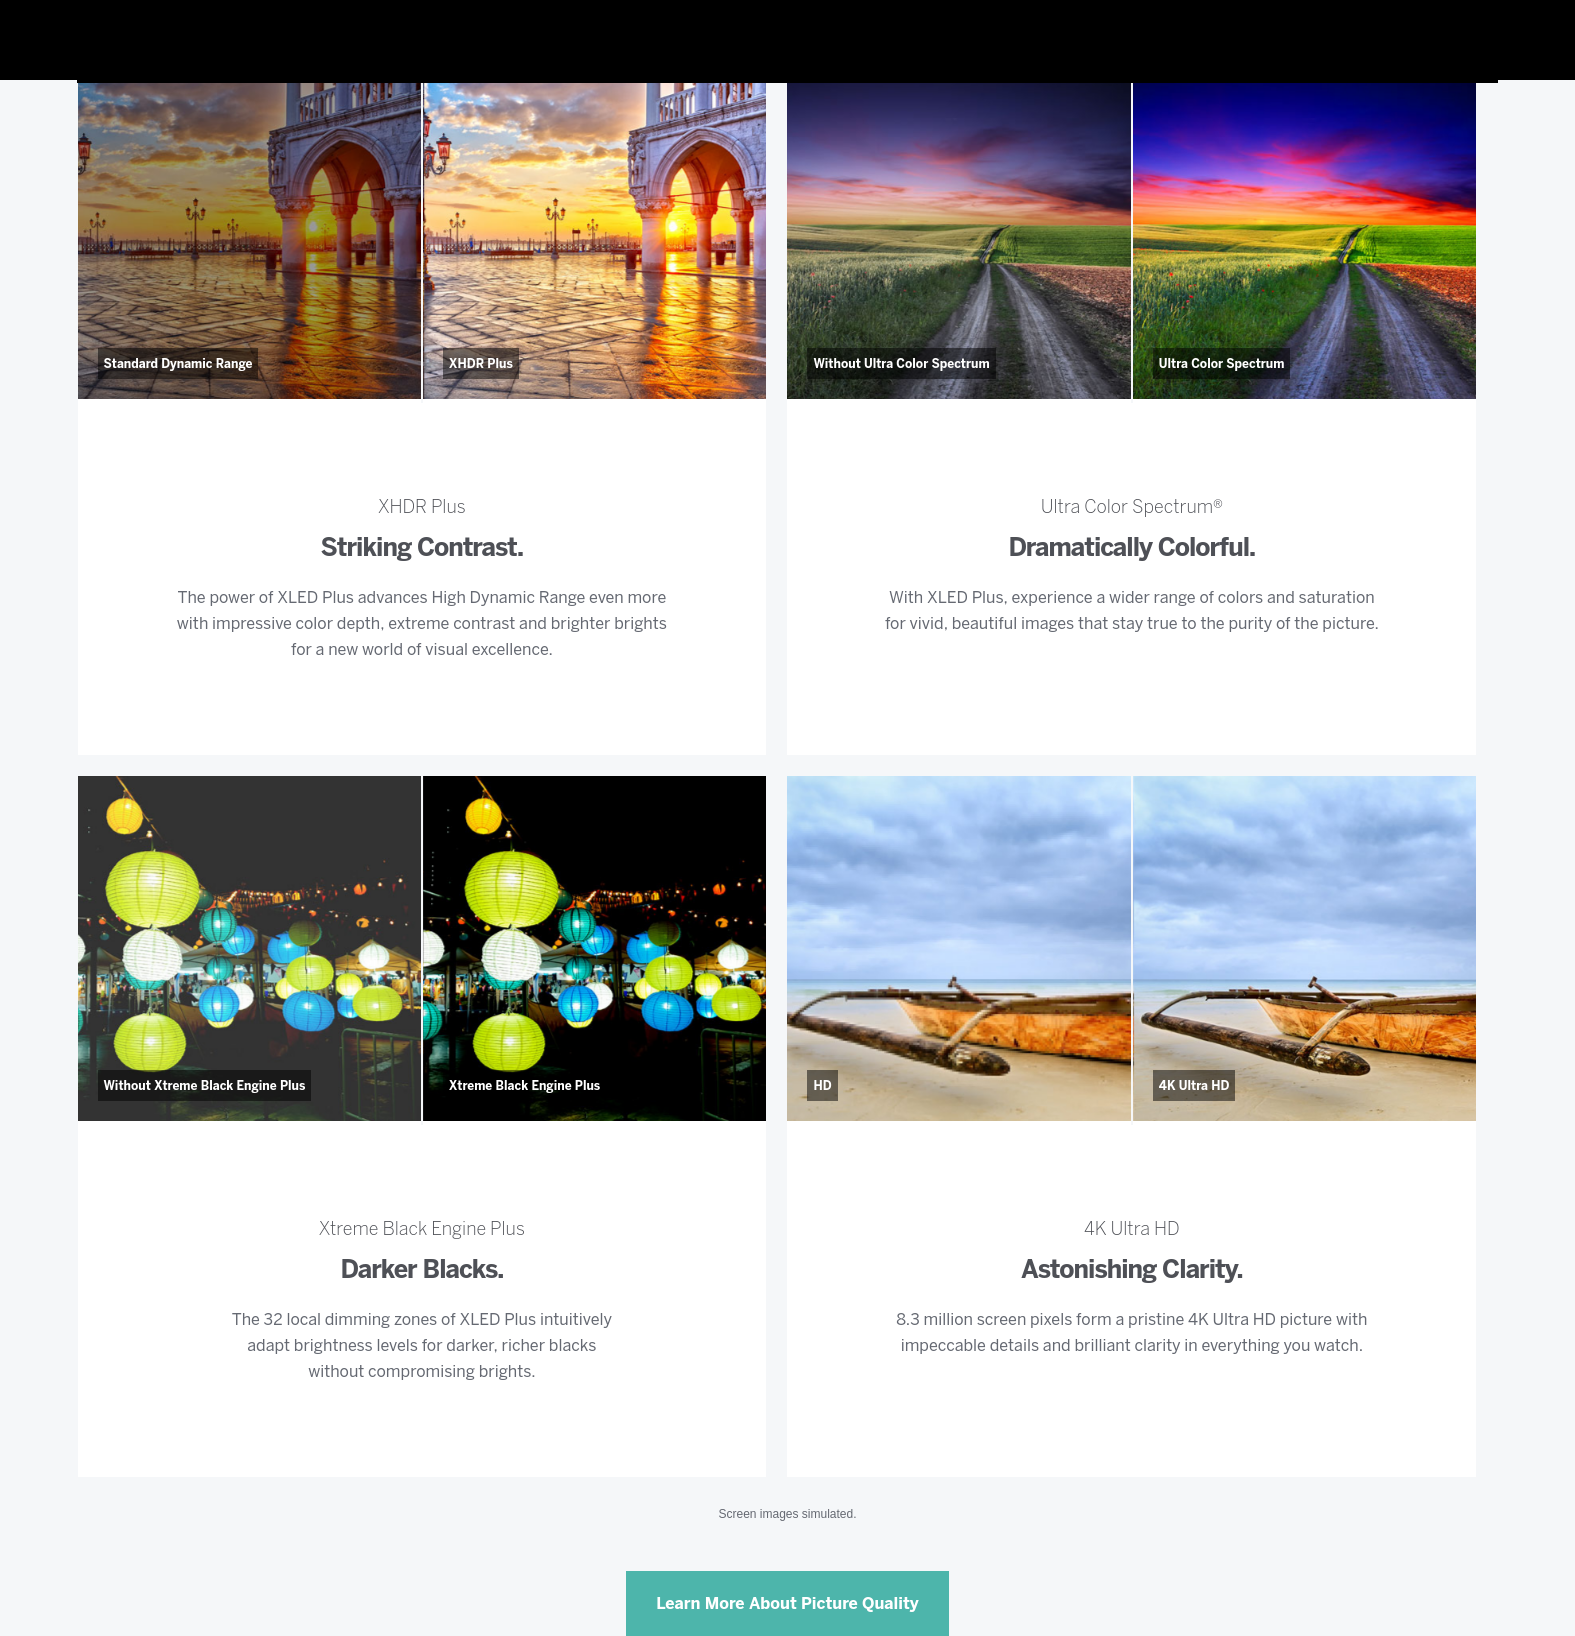 Standard Dynamic Range
XHDR Plus
XHDR Plus
Striking Contrast.
The power of XLED Plus advances High Dynamic Range even more
with impressive color depth, extreme contrast and brighter brights
for a new world of visual excellence.
Without Ultra Color Spectrum
Ultra Color Spectrum
Ultra Color Spectrum®
Dramatically Colorful.
With XLED Plus, experience a wider range of colors and saturation
for vivid, beautiful images that stay true to the purity of the picture.
Without Xtreme Black Engine Plus
Xtreme Black Engine Plus
Xtreme Black Engine Plus
Darker Blacks.
The 32 local dimming zones of XLED Plus intuitively
adapt brightness levels for darker, richer blacks
without compromising brights.
HD
4K Ultra HD
4K Ultra HD
Astonishing Clarity.
8.3 million screen pixels form a pristine 4K Ultra HD picture with
impeccable details and brilliant clarity in everything you watch.
Screen images simulated.
Learn More About Picture Quality